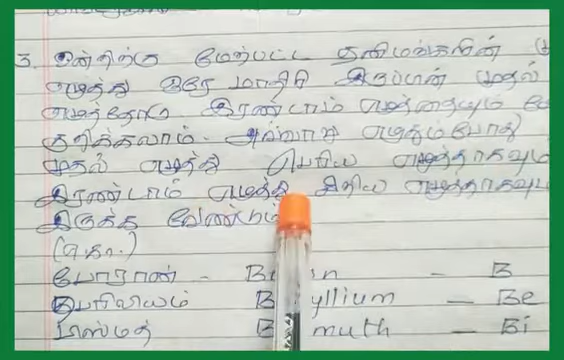 3. ஒன்றிற்கு மேற்பட்ட தனிமங்களின் மு
எழுத்து ஒரே மாதிரி இருப்பின் முதல்
எழுத்தோடு இரண்டாம் எழுத்தையும் சே
குறிக்கலாம். அவ்வாறு எழுதும்போது
முதல் எழுத்து பெரிய எழுத்தாகவும்
இரண்டாம் எழுத்து சிறிய எழுத்தாகவும்
இருக்க வேண்டும்
(எ.கா.)
போரான் - B n - B
பெரிலியம் B yllium - Be
பிஸ்மத் B muth - Bi